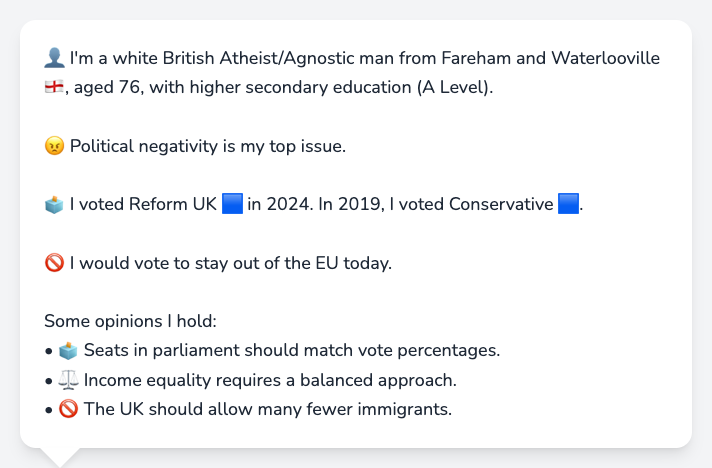 👤 I'm a white British Atheist/Agnostic man from Fareham and Waterlooville
🏴󠁧󠁢󠁥󠁮󠁧󠁿, aged 76, with higher secondary education (A Level).
😠 Political negativity is my top issue.
🗳️ I voted Reform UK 🟦 in 2024. In 2019, I voted Conservative 🟦.
🚫 I would vote to stay out of the EU today.
Some opinions I hold:
• 🗳️ Seats in parliament should match vote percentages.
• ⚖️ Income equality requires a balanced approach.
• 🚫 The UK should allow many fewer immigrants.